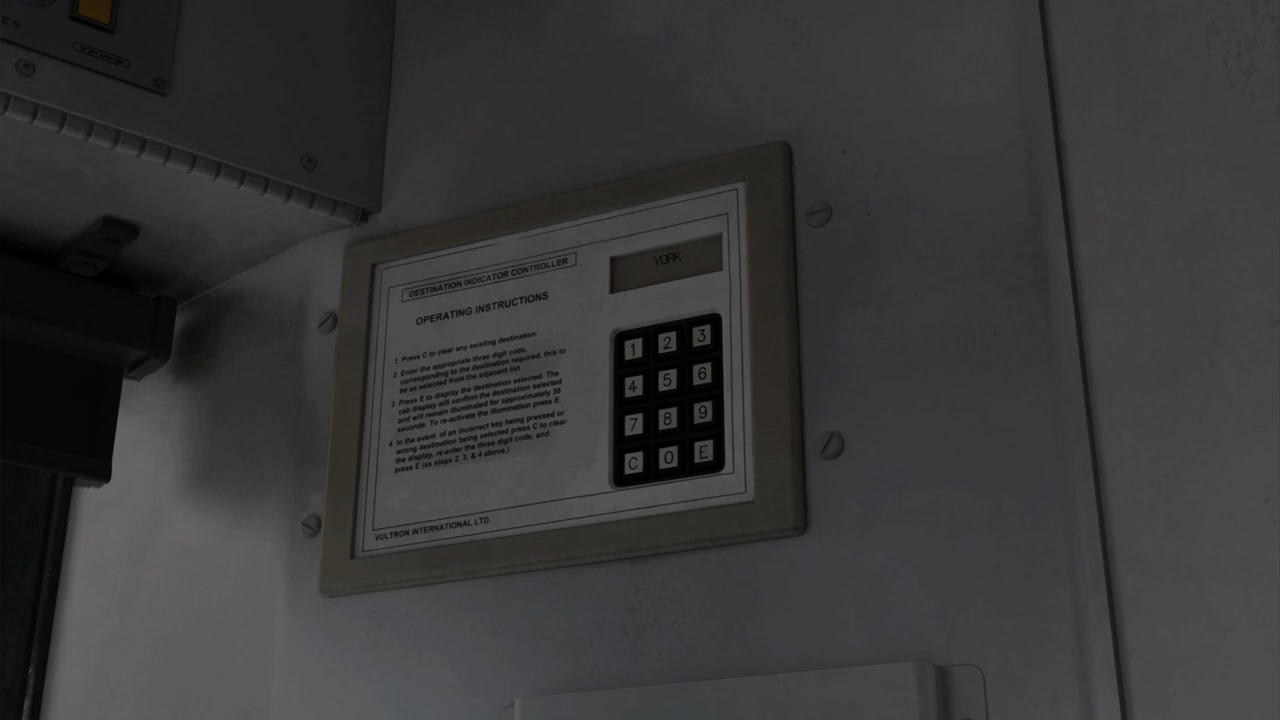 ES
TPWS
DESTINATION INDICATOR CONTROLLER
OPERATING INSTRUCTIONS
YORK
1 Press C to clear any existing destination.
2 Enter the appropriate three digit code,
corresponding to the destination required, this to
be as selected from the adjacent list.
3 Press E to display the destination selected. The
cab display will confirm the destination selected
and will remain illuminated for approximately 30
seconds. To re-activate the illumination press E.
4 In the event of an incorrect key being pressed or
wrong destination being selected press C to clear
the display, re-enter the three digit code, and
press E (as steps 2, 3, & 4 above.)
1 2 3
4 5 6
7 8 9
C 0 E
VULTRON INTERNATIONAL LTD.